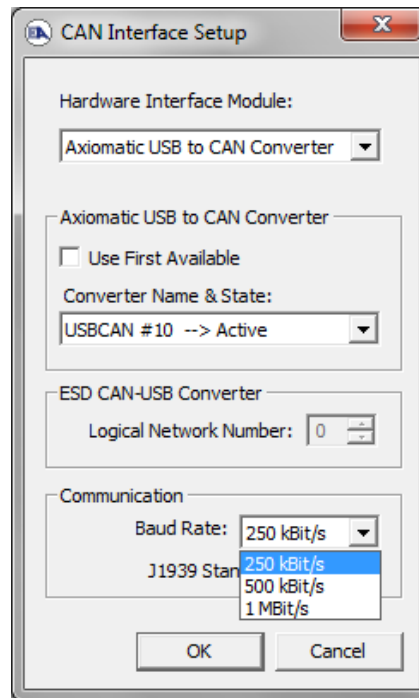 CAN Interface Setup
Hardware Interface Module:
Axiomatic USB to CAN Converter
Axiomatic USB to CAN Converter
Use First Available
Converter Name & State:
USBCAN #10 --> Active
ESD CAN-USB Converter
Logical Network Number: 0
Communication
Baud Rate: 250 kBit/s
250 kBit/s
J1939 Stan
500 kBit/s
1 MBit/s
OK Cancel